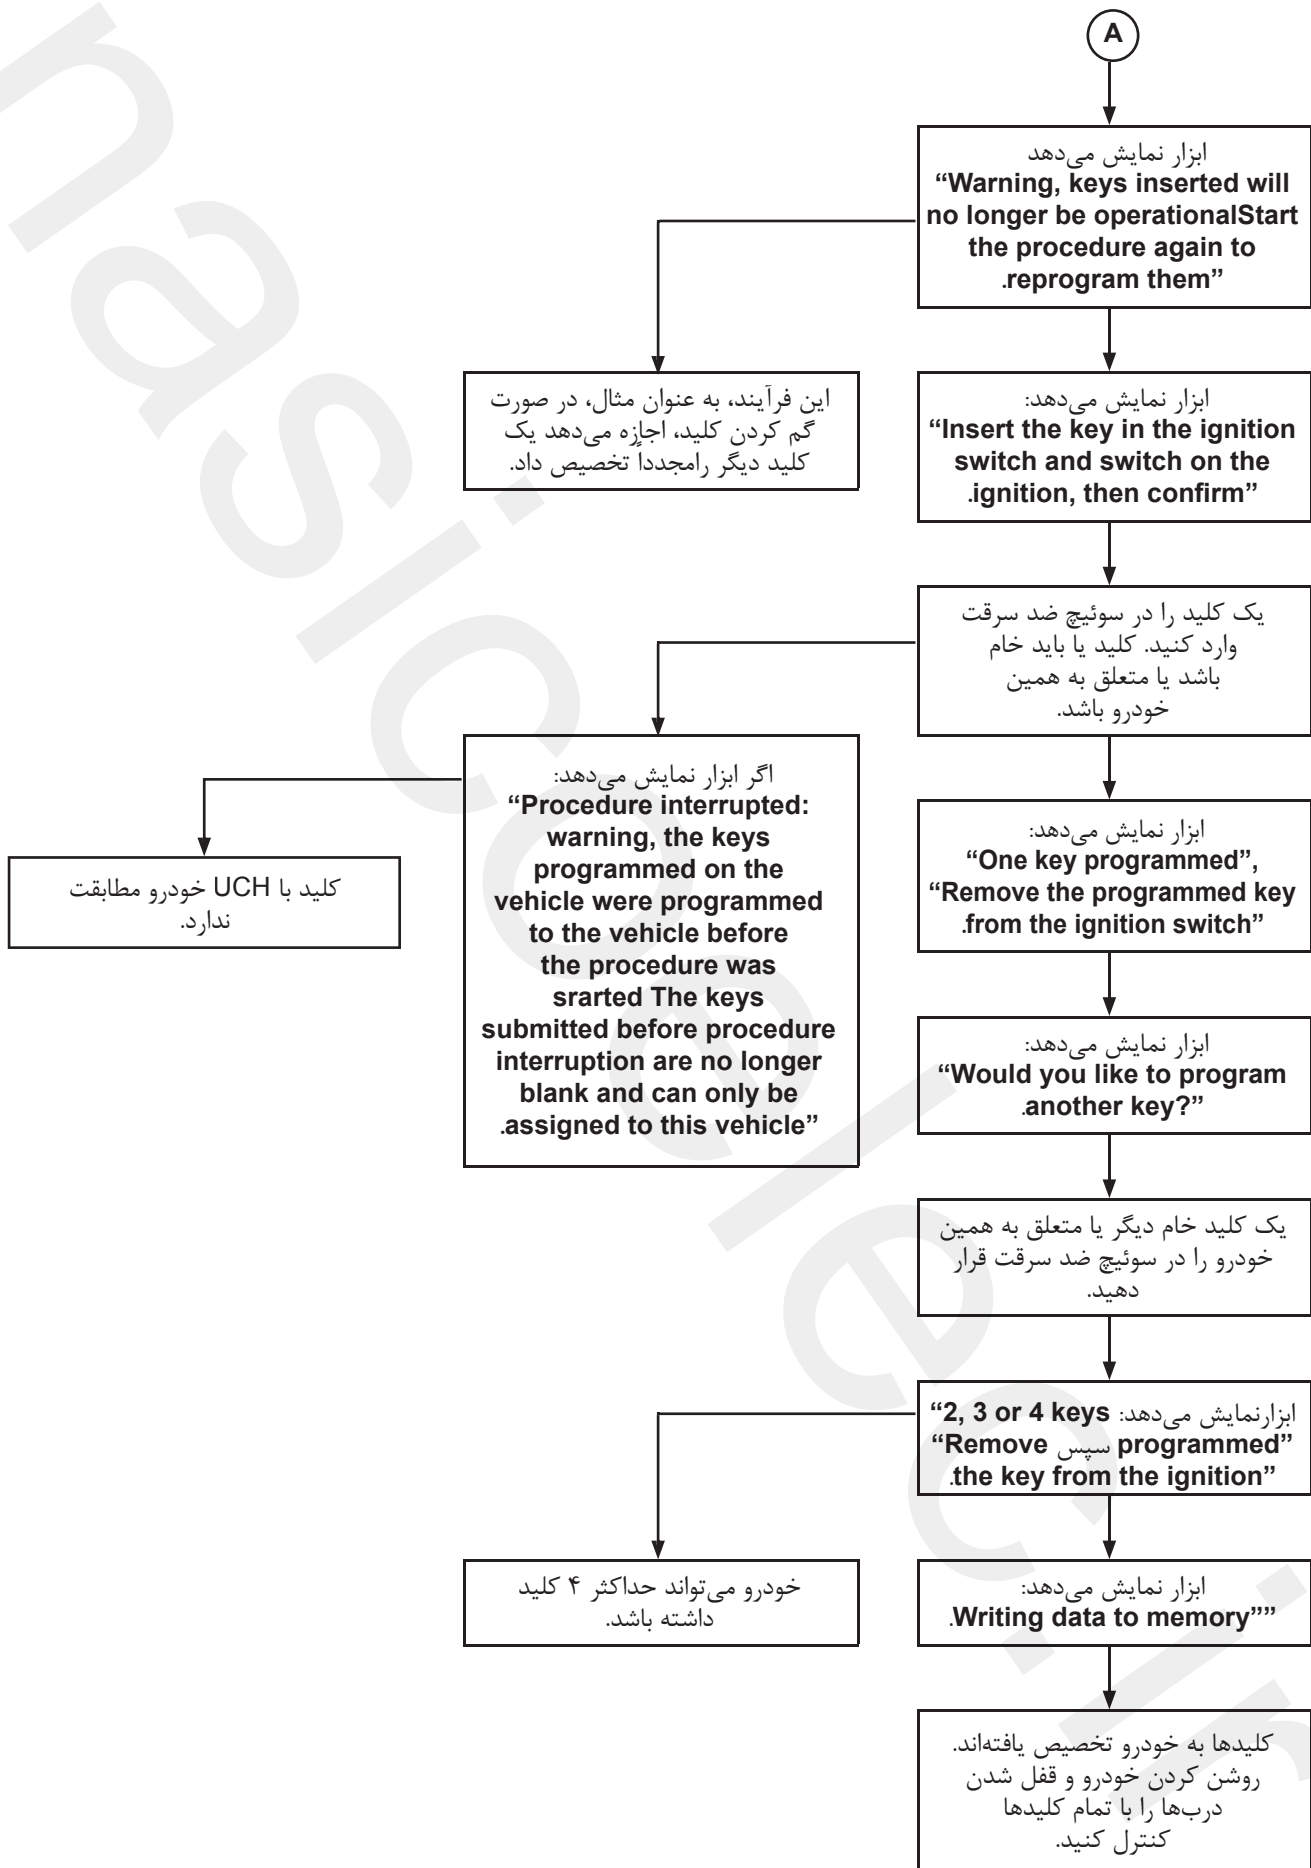 A
ابزار نمایش می‌دهد
“Warning, keys inserted will
no longer be operationalStart
the procedure again to
.reprogram them”
این فرآیند، به عنوان مثال، در صورت
گم کردن کلید، اجازه می‌دهد یک
کلید دیگر رامجدداً تخصیص داد.
ابزار نمایش می‌دهد:
“Insert the key in the ignition
switch and switch on the
.ignition, then confirm”
یک کلید را در سوئیچ ضد سرقت
وارد کنید. کلید یا باید خام
باشد یا متعلق به همین
خودرو باشد.
اگر ابزار نمایش می‌دهد:
“Procedure interrupted:
warning, the keys
programmed on the
vehicle were programmed
to the vehicle before
the procedure was
srarted The keys
submitted before procedure
interruption are no longer
blank and can only be
.assigned to this vehicle”
کلید با UCH خودرو مطابقت
ندارد.
ابزار نمایش می‌دهد:
“One key programmed”,
“Remove the programmed key
.from the ignition switch”
ابزار نمایش می‌دهد:
“Would you like to program
.another key?”
یک کلید خام دیگر یا متعلق به همین
خودرو را در سوئیچ ضد سرقت قرار
دهید.
ابزارنمایش می‌دهد: “2, 3 or 4 keys
programmed” سپس “Remove
.the key from the ignition”
خودرو می‌تواند حداکثر ۴ کلید
داشته باشد.
ابزار نمایش می‌دهد:
.Writing data to memory””
کلیدها به خودرو تخصیص یافته‌اند.
روشن کردن خودرو و قفل شدن
درب‌ها را با تمام کلیدها
کنترل کنید.
nasicoelec.ir